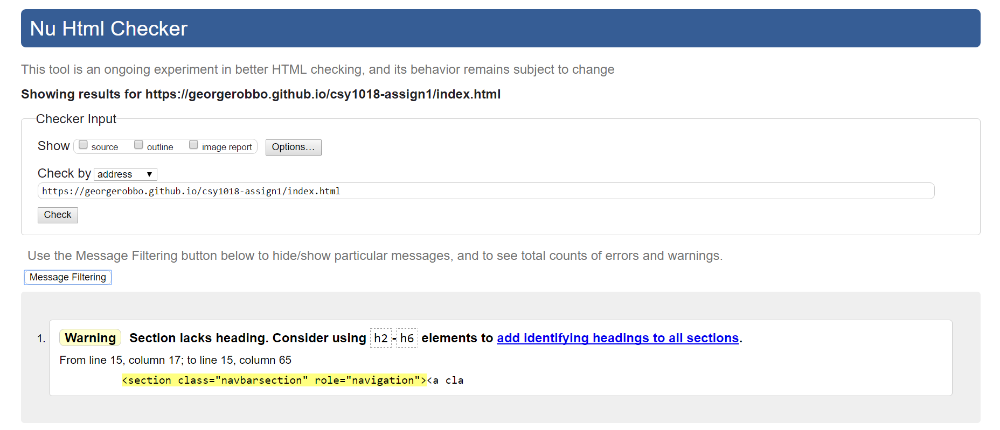 Nu Html Checker
This tool is an ongoing experiment in better HTML checking, and its behavior remains subject to change
Showing results for https://georgerobbo.github.io/csy1018-assign1/index.html
Checker Input
Show source outline image report Options…
Check by address ▼
https://georgerobbo.github.io/csy1018-assign1/index.html
Check
Use the Message Filtering button below to hide/show particular messages, and to see total counts of errors and warnings.
Message Filtering
1. Warning Section lacks heading. Consider using h2-h6 elements to add identifying headings to all sections.
From line 15, column 17; to line 15, column 65
<section class="navbarsection" role="navigation"><a cla